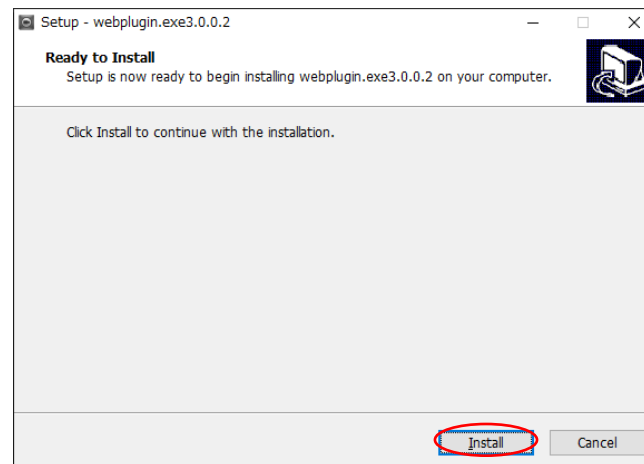 Setup - webplugin.exe3.0.0.2
Ready to Install
Setup is now ready to begin installing webplugin.exe3.0.0.2 on your computer.
Click Install to continue with the installation.
Install Cancel